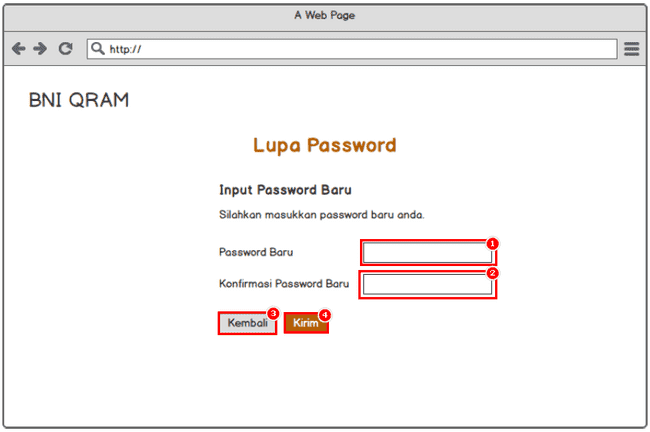 A Web Page
http://
BNI QRAM
Lupa Password
Input Password Baru
Silahkan masukkan password baru anda.
Password Baru 1
Konfirmasi Password Baru 2
Kembali 3 Kirim 4